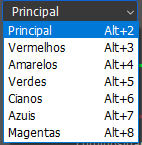 Principal
Principal Alt+2
Vermelhos Alt+3
Amarelos Alt+4
Verdes Alt+5
Cianos Alt+6
Azuis Alt+7
Magentas Alt+8